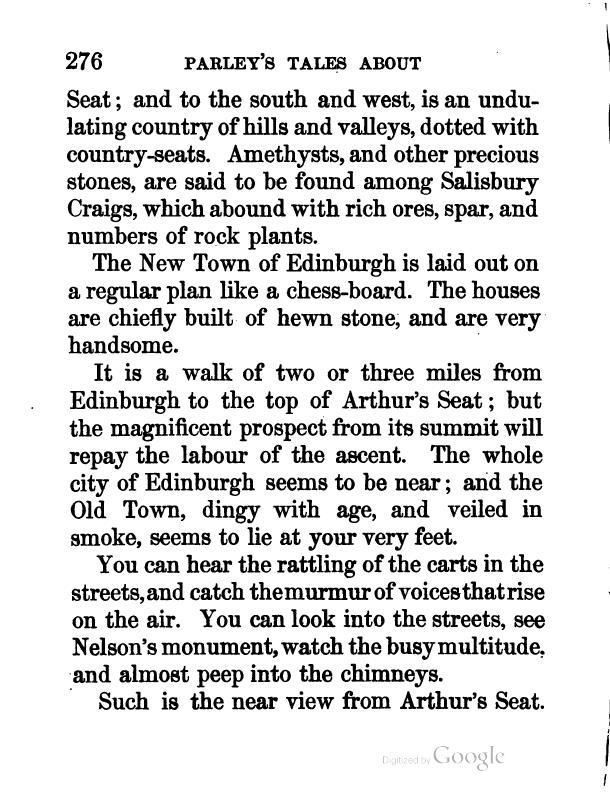 276 PARLEY'S TALES ABOUT
Seat; and to the south and west, is an undu-
lating country of hills and valleys, dotted with
country-seats. Amethysts, and other precious
stones, are said to be found among Salisbury
Craigs, which abound with rich ores, spar, and
numbers of rock plants.
The New Town of Edinburgh is laid out on
a regular plan like a chess-board. The houses
are chiefly built of hewn stone, and are very
handsome.
It is a walk of two or three miles from
Edinburgh to the top of Arthur's Seat; but
the magnificent prospect from its summit will
repay the labour of the ascent. The whole
city of Edinburgh seems to be near; and the
Old Town, dingy with age, and veiled in
smoke, seems to lie at your very feet.
You can hear the rattling of the carts in the
streets, and catch the murmur of voices that rise
on the air. You can look into the streets, see
Nelson's monument, watch the busy multitude,
and almost peep into the chimneys.
Such is the near view from Arthur's Seat.
Digitized by Google